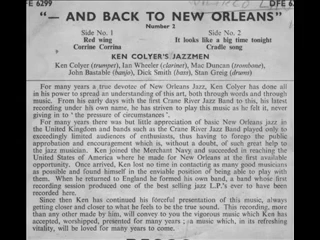 6299
DFE 6
"— AND BACK TO NEW ORLEANS"
Number 2
Side No. 1
Side No. 2
Red wing
It looks like a big time tonight
Corrine Corrina
Cradle song
KEN COLYER'S JAZZMEN
Ken Colyer (trumpet), Ian Wheeler (clarinet), Mac Duncan (trombone),
John Bastable (banjo), Dick Smith (bass), Stan Greig (drums)
For many years a true devotee of New Orleans Jazz, Ken Colyer has done all
in his power to spread an understanding of this art, both through words and through
music. From his early days with the first Crane River Jazz Band to this, his latest
recording under his own name, he has striven to play this music as he felt it, never
giving in to ' the pressure of circumstances '.
For many years there was but little appreciation of basic New Orleans jazz in
the United Kingdom and bands such as the Crane River Jazz Band played only to
exceedingly limited audiences of enthusiasts, thus having to forego the public
approbation and encouragement which is, without a doubt, of such great help to
the jazz musician. Ken joined the Merchant Navy and succeeded in reaching the
United States of America where he made for New Orleans at the first available
opportunity. Once arrived, Ken lost no time in contacting as many good musicians
as possible and found himself in the enviable position of being able to play with
them. When he returned to England he formed his own band, a band whose first
recording session produced one of the best selling jazz L.P.'s ever to have been
recorded here.
Since then Ken has continued his forceful presentation of this music, always
getting closer and closer to what he feels to be the true sound. This recording, more
than any other made by him, will convey to you the vigorous music which Ken has
accepted, worshipped, presented for many years; a music which, in its refreshing
vitality, will be loved for many years to come.